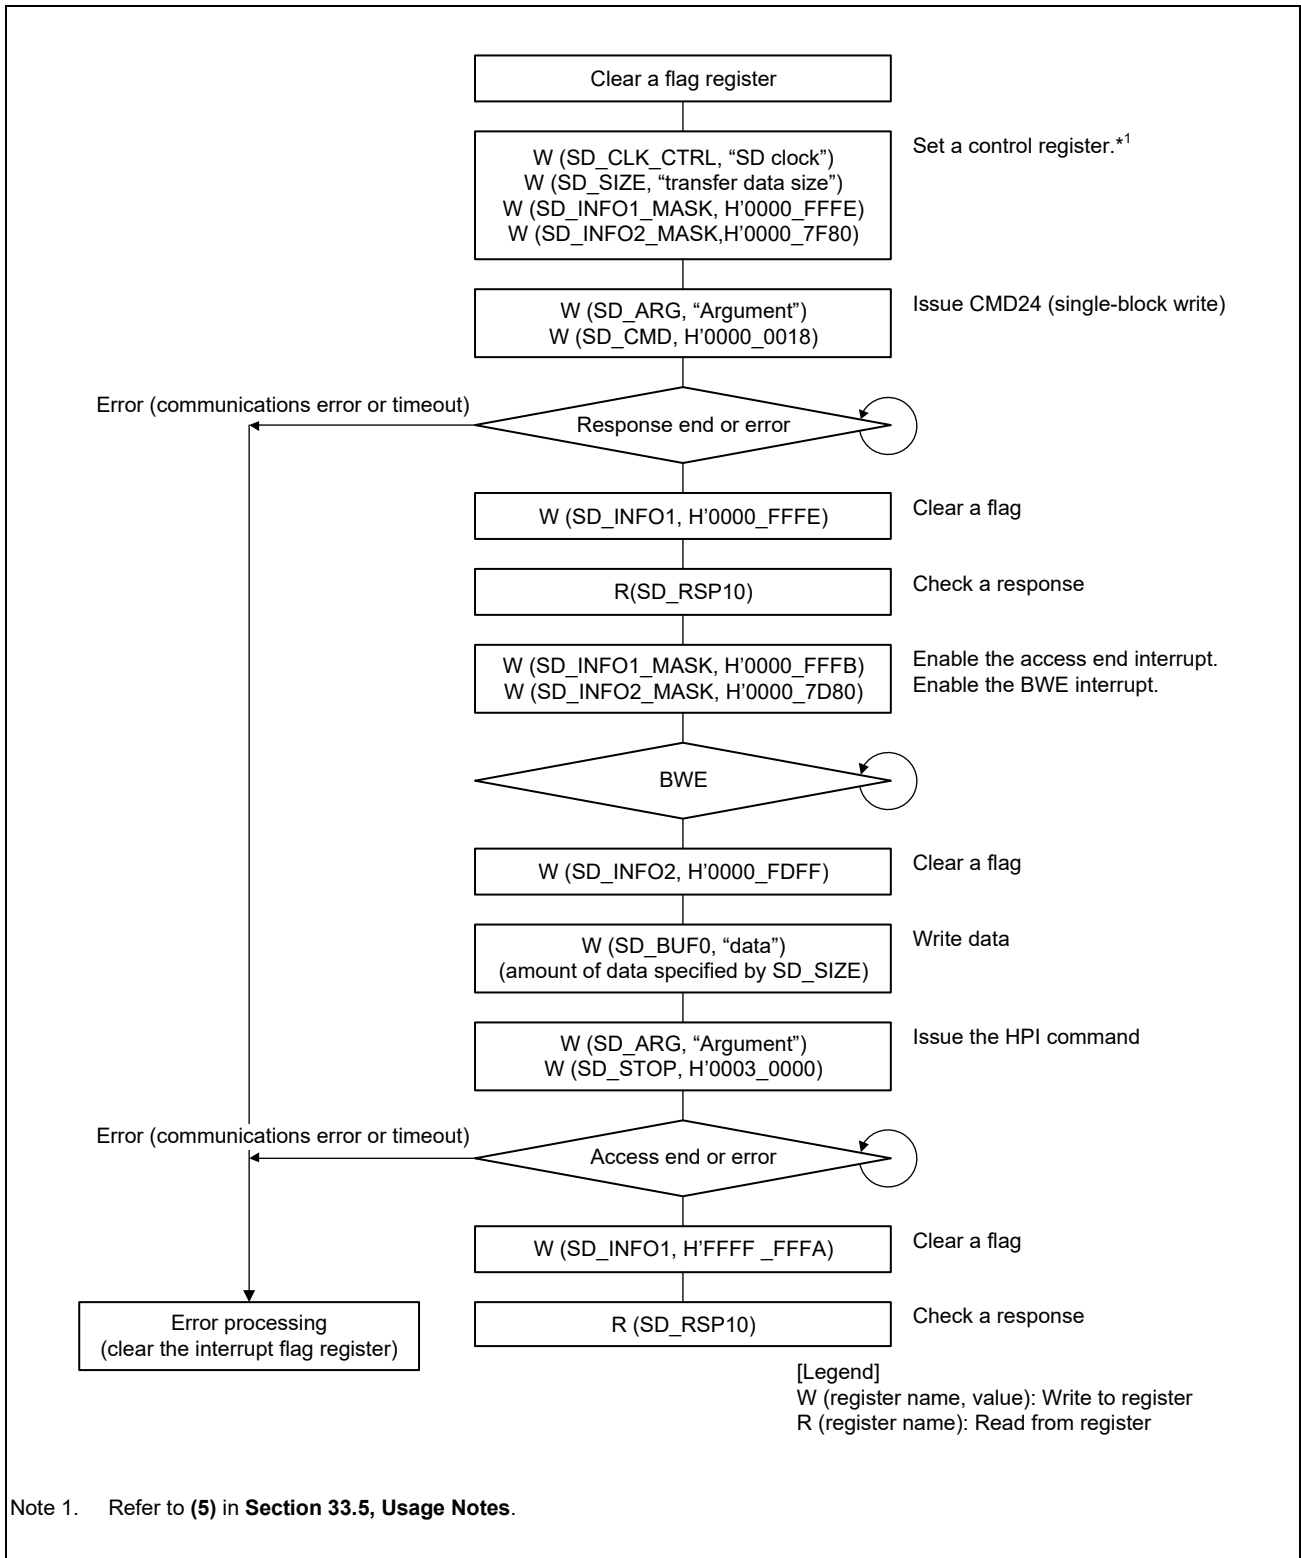 Clear a flag register
W (SD_CLK_CTRL, “SD clock”)
W (SD_SIZE, “transfer data size”)
W (SD_INFO1_MASK, H'0000_FFFE)
W (SD_INFO2_MASK,H'0000_7F80)
Set a control register.*1
W (SD_ARG, “Argument”)
W (SD_CMD, H'0000_0018)
Issue CMD24 (single-block write)
Error (communications error or timeout)
Response end or error
W (SD_INFO1, H'0000_FFFE)
Clear a flag
R(SD_RSP10)
Check a response
W (SD_INFO1_MASK, H'0000_FFFB)
W (SD_INFO2_MASK, H'0000_7D80)
Enable the access end interrupt.
Enable the BWE interrupt.
BWE
W (SD_INFO2, H'0000_FDFF)
Clear a flag
W (SD_BUF0, “data”)
(amount of data specified by SD_SIZE)
Write data
W (SD_ARG, “Argument”)
W (SD_STOP, H'0003_0000)
Issue the HPI command
Error (communications error or timeout)
Access end or error
W (SD_INFO1, H'FFFF _FFFA)
Clear a flag
Error processing
(clear the interrupt flag register)
R (SD_RSP10)
Check a response
[Legend]
W (register name, value): Write to register
R (register name): Read from register
Note 1. Refer to (5) in Section 33.5, Usage Notes.